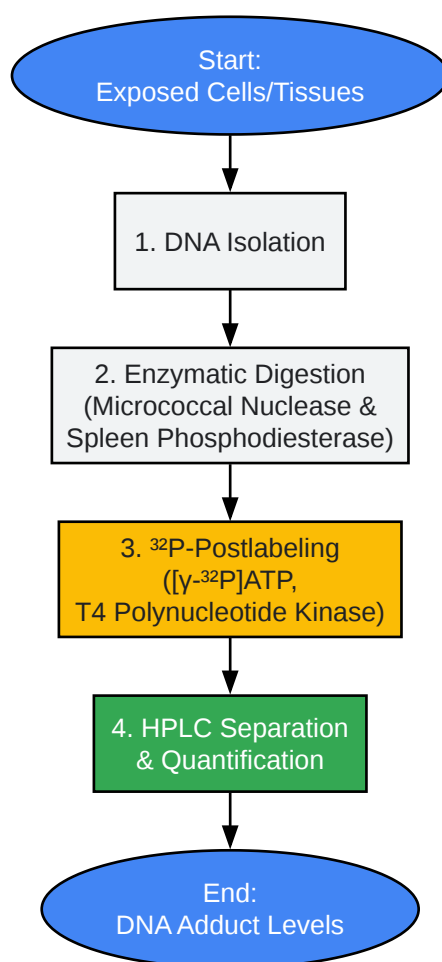 Start:
Exposed Cells/Tissues
1. DNA Isolation
2. Enzymatic Digestion
(Micrococcal Nuclease &
Spleen Phosphodiesterase)
3. ³²P-Postlabeling
([γ-³²P]ATP,
T4 Polynucleotide Kinase)
4. HPLC Separation
& Quantification
End:
DNA Adduct Levels